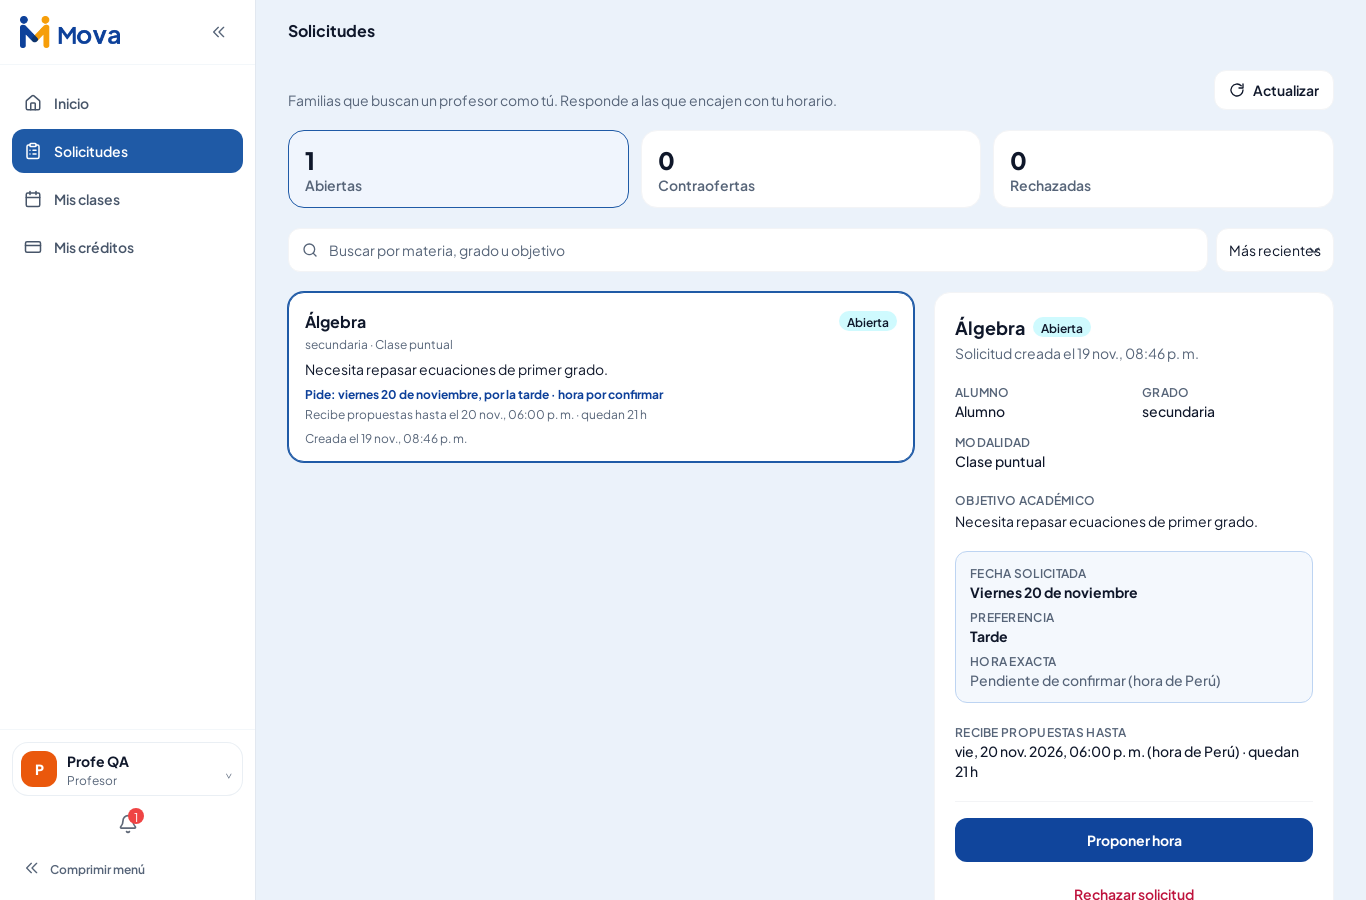 Mova
Inicio
Solicitudes
Mis clases
Mis créditos
P
Profe QA
Profesor
1
Comprimir menú
Solicitudes
Familias que buscan un profesor como tú. Responde a las que encajen con tu horario.
Actualizar
1
Abiertas
0
Contraofertas
0
Rechazadas
Buscar por materia, grado u objetivo
Más recientes
Álgebra
Abierta
secundaria · Clase puntual
Necesita repasar ecuaciones de primer grado.
Pide: viernes 20 de noviembre, por la tarde · hora por confirmar
Recibe propuestas hasta el 20 nov., 06:00 p. m. · quedan 21 h
Creada el 19 nov., 08:46 p. m.
Álgebra
Abierta
Solicitud creada el 19 nov., 08:46 p. m.
ALUMNO
Alumno
GRADO
secundaria
MODALIDAD
Clase puntual
OBJETIVO ACADÉMICO
Necesita repasar ecuaciones de primer grado.
FECHA SOLICITADA
Viernes 20 de noviembre
PREFERENCIA
Tarde
HORA EXACTA
Pendiente de confirmar (hora de Perú)
RECIBE PROPUESTAS HASTA
vie, 20 nov. 2026, 06:00 p. m. (hora de Perú) · quedan
21 h
Proponer hora
Rechazar solicitud